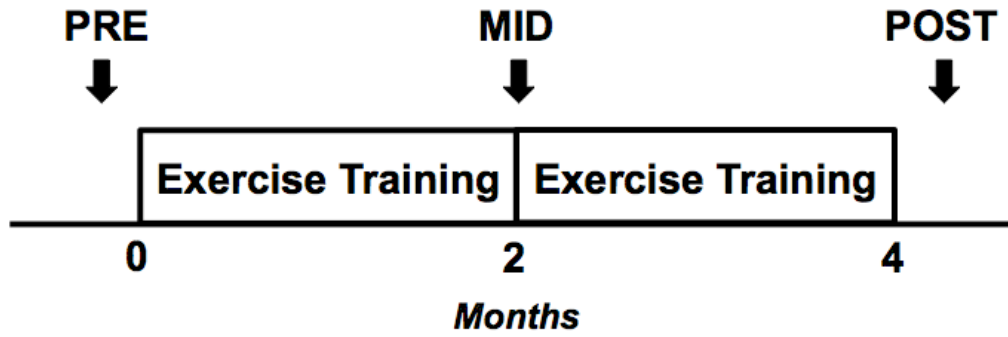 PRE MID POST
Exercise Training Exercise Training
0 2 4
Months